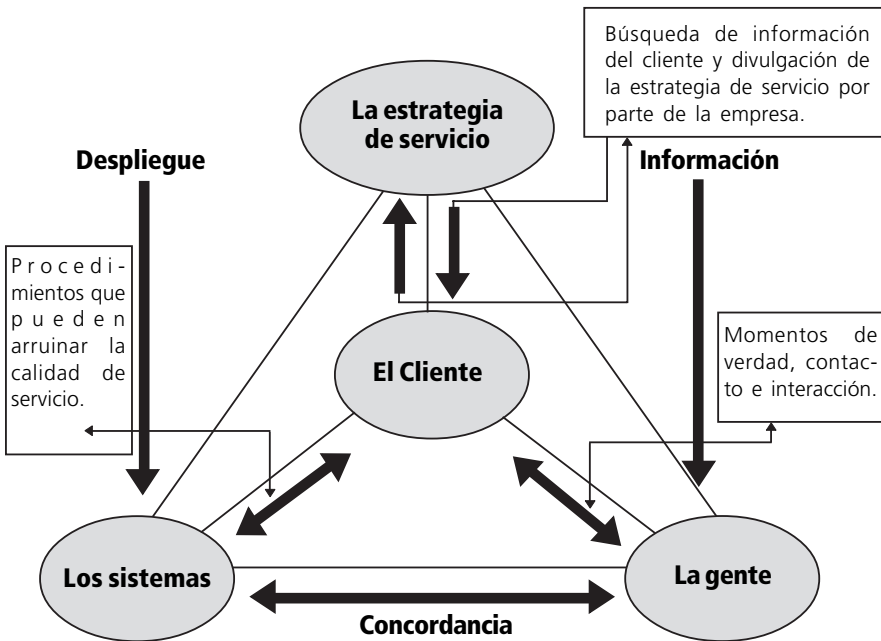 Búsqueda de información
del cliente y divulgación de
la estrategia de servicio por
parte de la empresa.
La estrategia
de servicio
Despliegue
Información
Procedi-
mientos que
pueden
arruinar la
calidad de
servicio.
Momentos de
verdad, contac-
to e interacción.
El Cliente
Los sistemas
La gente
Concordancia